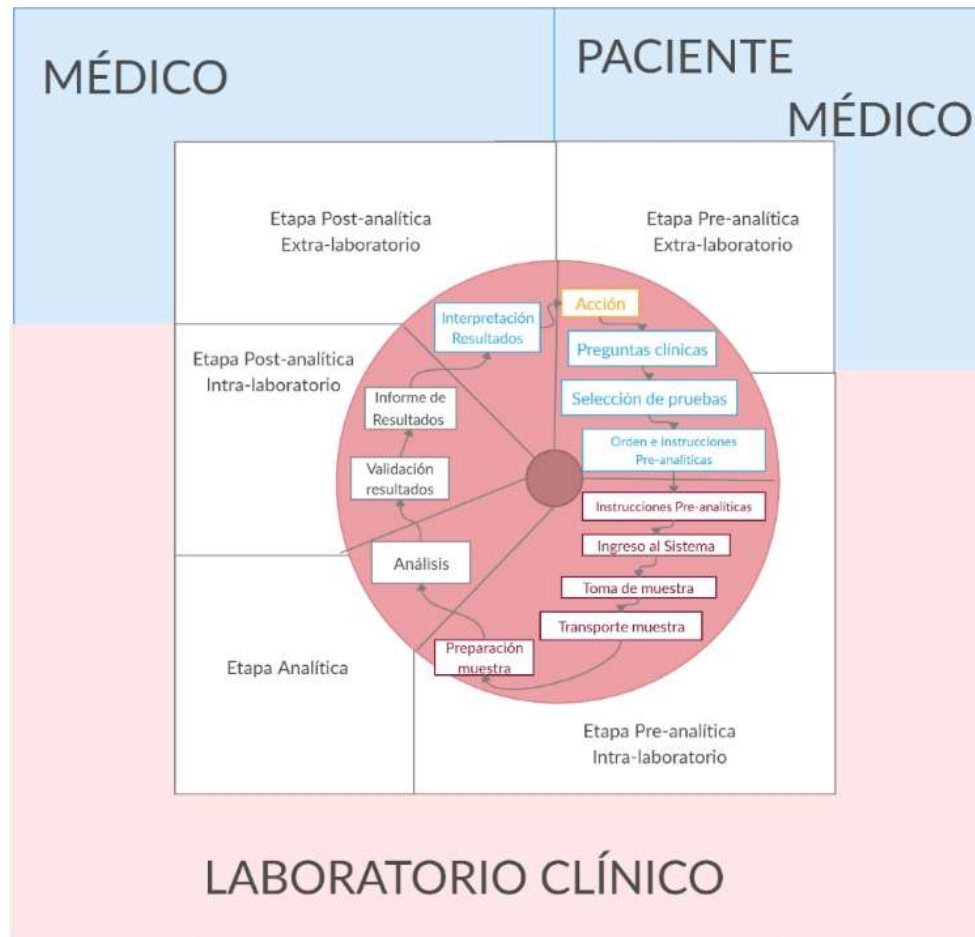 MÉDICO
PACIENTE
MÉDICO
Etapa Post-analítica
Extra-laboratorio
Etapa Pre-analítica
Extra-laboratorio
Acción
Interpretación
Resultados
Preguntas clínicas
Etapa Post-analítica
Intra-laboratorio
Selección de pruebas
Informe de
Resultados
Orden e Instrucciones
Pre-analíticas
Validación
resultados
Instrucciones Pre-analíticas
Ingreso al Sistema
Análisis
Toma de muestra
Transporte muestra
Preparación
muestra
Etapa Analítica
Etapa Pre-analítica
Intra-laboratorio
LABORATORIO CLÍNICO